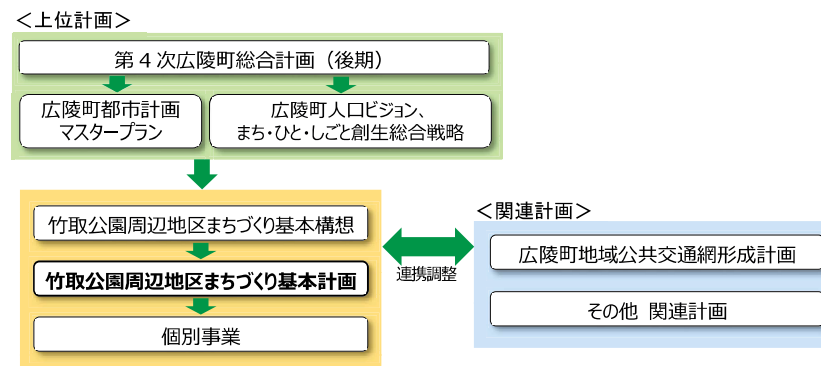 ＜上位計画＞
第４次広陵町総合計画（後期）
広陵町都市計画
マスタープラン
広陵町人口ビジョン、
まち・ひと・しごと創生総合戦略
竹取公園周辺地区まちづくり基本構想
竹取公園周辺地区まちづくり基本計画
個別事業
連携調整
＜関連計画＞
広陵町地域公共交通網形成計画
その他 関連計画